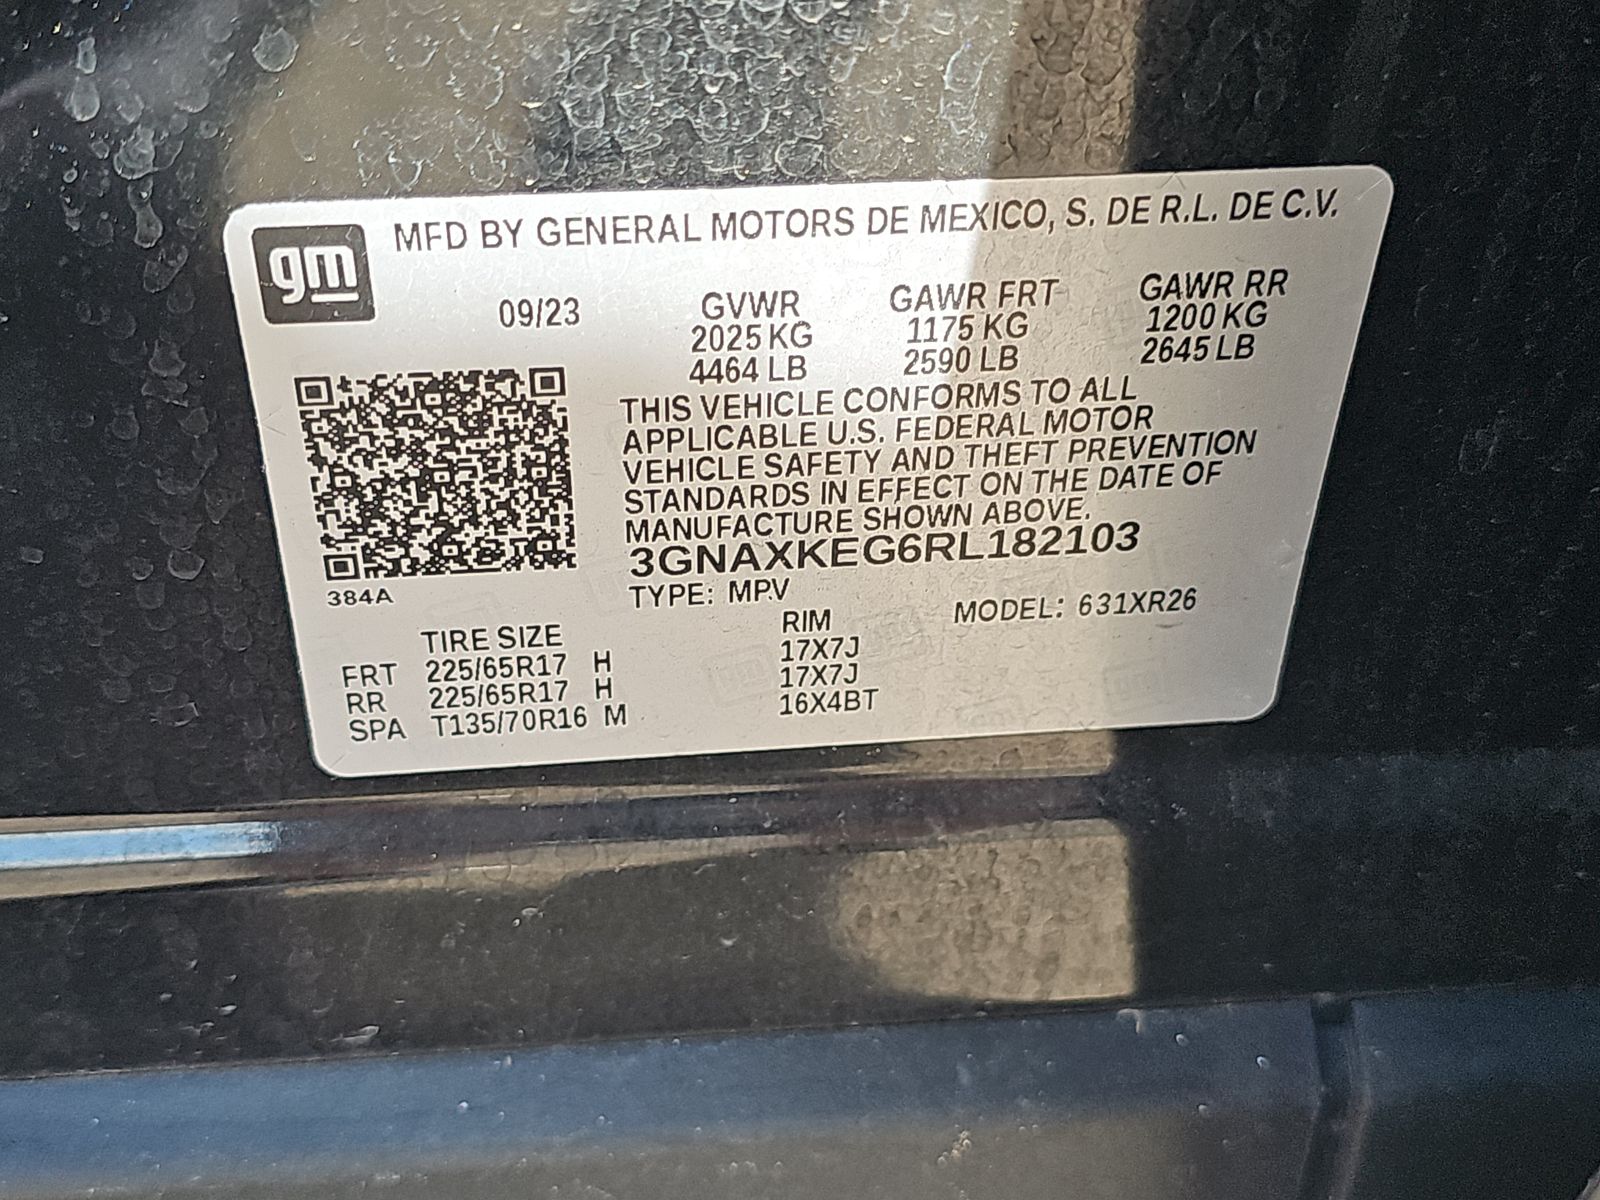 gm
MFD BY GENERAL MOTORS DE MEXICO, S. DE R.L. DE C.V.
09/23 GVWR GAWR FRT GAWR RR
2025 KG 1175 KG 1200 KG
4464 LB 2590 LB 2645 LB
THIS VEHICLE CONFORMS TO ALL
APPLICABLE U.S. FEDERAL MOTOR
VEHICLE SAFETY AND THEFT PREVENTION
STANDARDS IN EFFECT ON THE DATE OF
MANUFACTURE SHOWN ABOVE.
3GNAXKEG6RL182103
384A
TYPE: MPV MODEL: 631XR26
TIRE SIZE RIM
FRT 225/65R17 H 17X7J
RR 225/65R17 H 17X7J
SPA T135/70R16 M 16X4BT